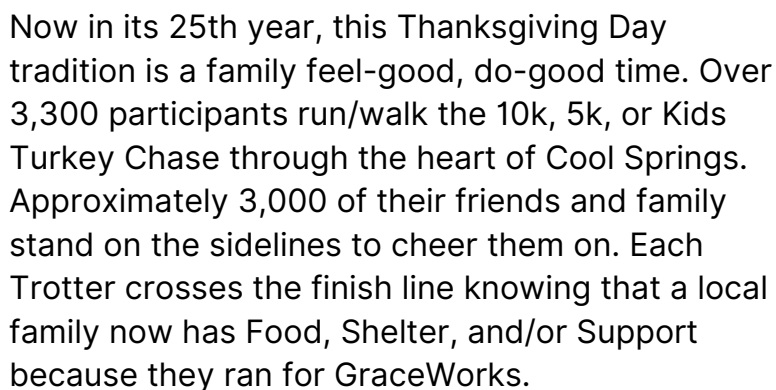 Now in its 25th year, this Thanksgiving Day
tradition is a family feel-good, do-good time. Over
3,300 participants run/walk the 10k, 5k, or Kids
Turkey Chase through the heart of Cool Springs.
Approximately 3,000 of their friends and family
stand on the sidelines to cheer them on. Each
Trotter crosses the finish line knowing that a local
family now has Food, Shelter, and/or Support
because they ran for GraceWorks.